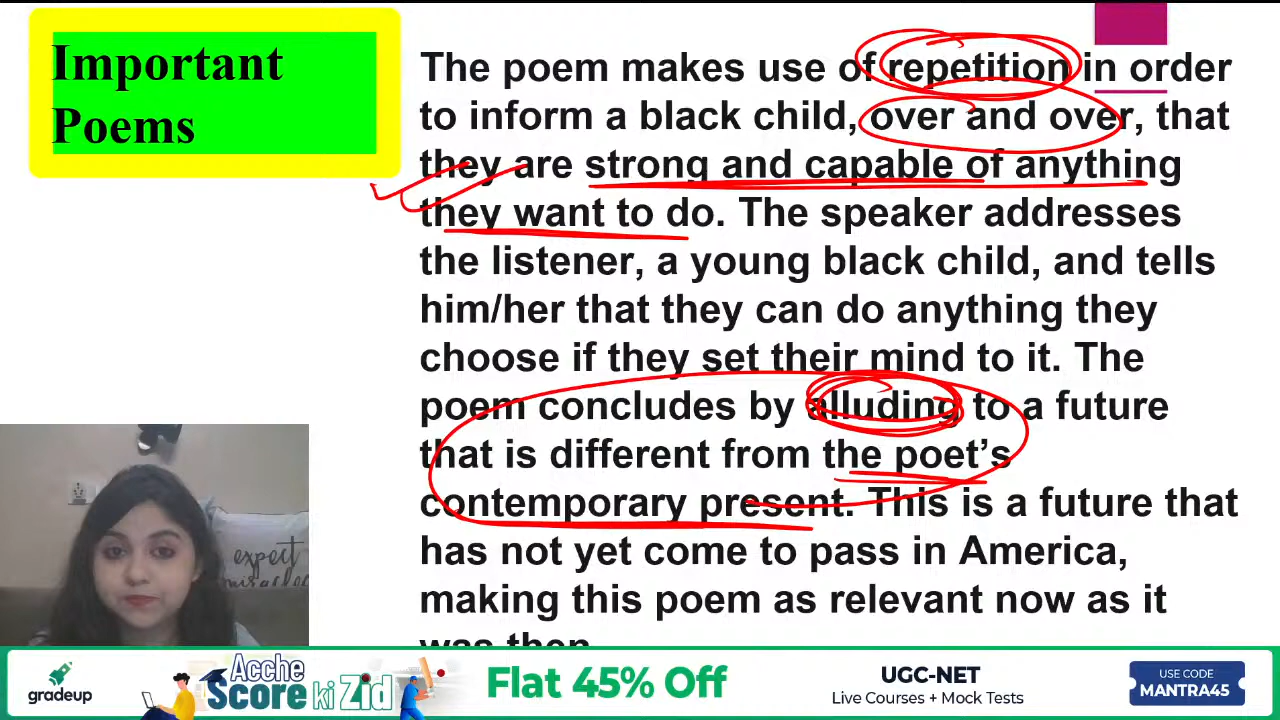 Important
Poems
The poem makes use of repetition in order
to inform a black child, over and over, that
they are strong and capable of anything
they want to do. The speaker addresses
the listener, a young black child, and tells
him/her that they can do anything they
choose if they set their mind to it. The
poem concludes by alluding to a future
that is different from the poet’s
contemporary present. This is a future that
has not yet come to pass in America,
making this poem as relevant now as it
was then
expect
gradeup
Acche
Score ki Zid
Flat 45% Off
UGC-NET
Live Courses + Mock Tests
USE CODE
MANTRA45